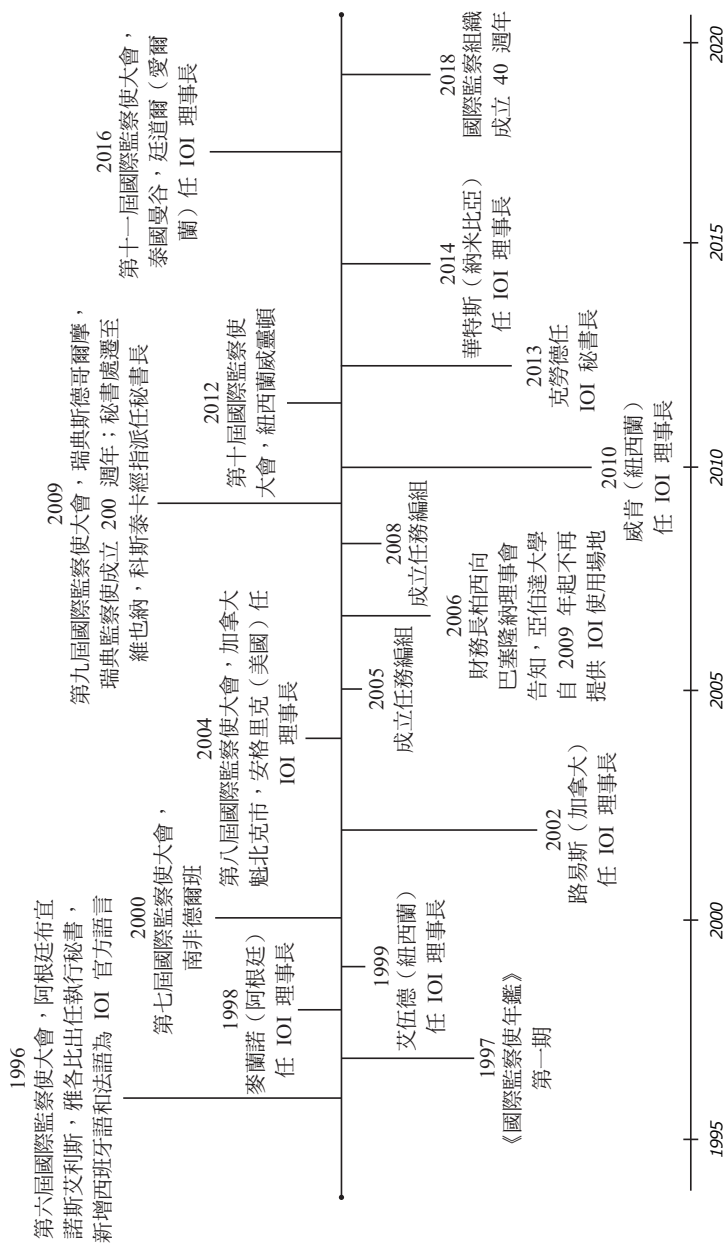 1996
第六屆國際監察使大會，阿根廷布宜
諾斯艾利斯，雅各比出任執行秘書，
新增西班牙語和法語為 IOI 官方語言
1997
《國際監察使年鑑》
第一期
1998
麥蘭諾（阿根廷）
任 IOI 理事長
1999
艾伍德（紐西蘭）
任 IOI 理事長
2000
第七屆國際監察使大會，
南非德爾班
2002
路易斯（加拿大）
任 IOI 理事長
2004
第八屆國際監察使大會，加拿大
魁北克市，安格里克（美國）任
IOI 理事長
2005
成立任務編組
2006
財務長柏西向
巴塞隆納理事會
告知，亞伯達大學
自 2009 年起不再
提供 IOI 使用場地
2008
成立任務編組
2009
第九屆國際監察使大會，瑞典斯德哥爾摩，
瑞典監察使成立 200 週年；秘書處遷至
維也納，科斯泰卡經指派任秘書長
2010
威肯（紐西蘭）
任 IOI 理事長
2012
第十屆國際監察使
大會，紐西蘭威靈頓
2013
克勞德任
IOI 秘書長
2014
華特斯（納米比亞）
任 IOI 理事長
2016
第十一屆國際監察使大會，
泰國曼谷，廷道爾（愛爾
蘭）任 IOI 理事長
2018
國際監察組織
成立 40 週年
1995
2000
2005
2010
2015
2020